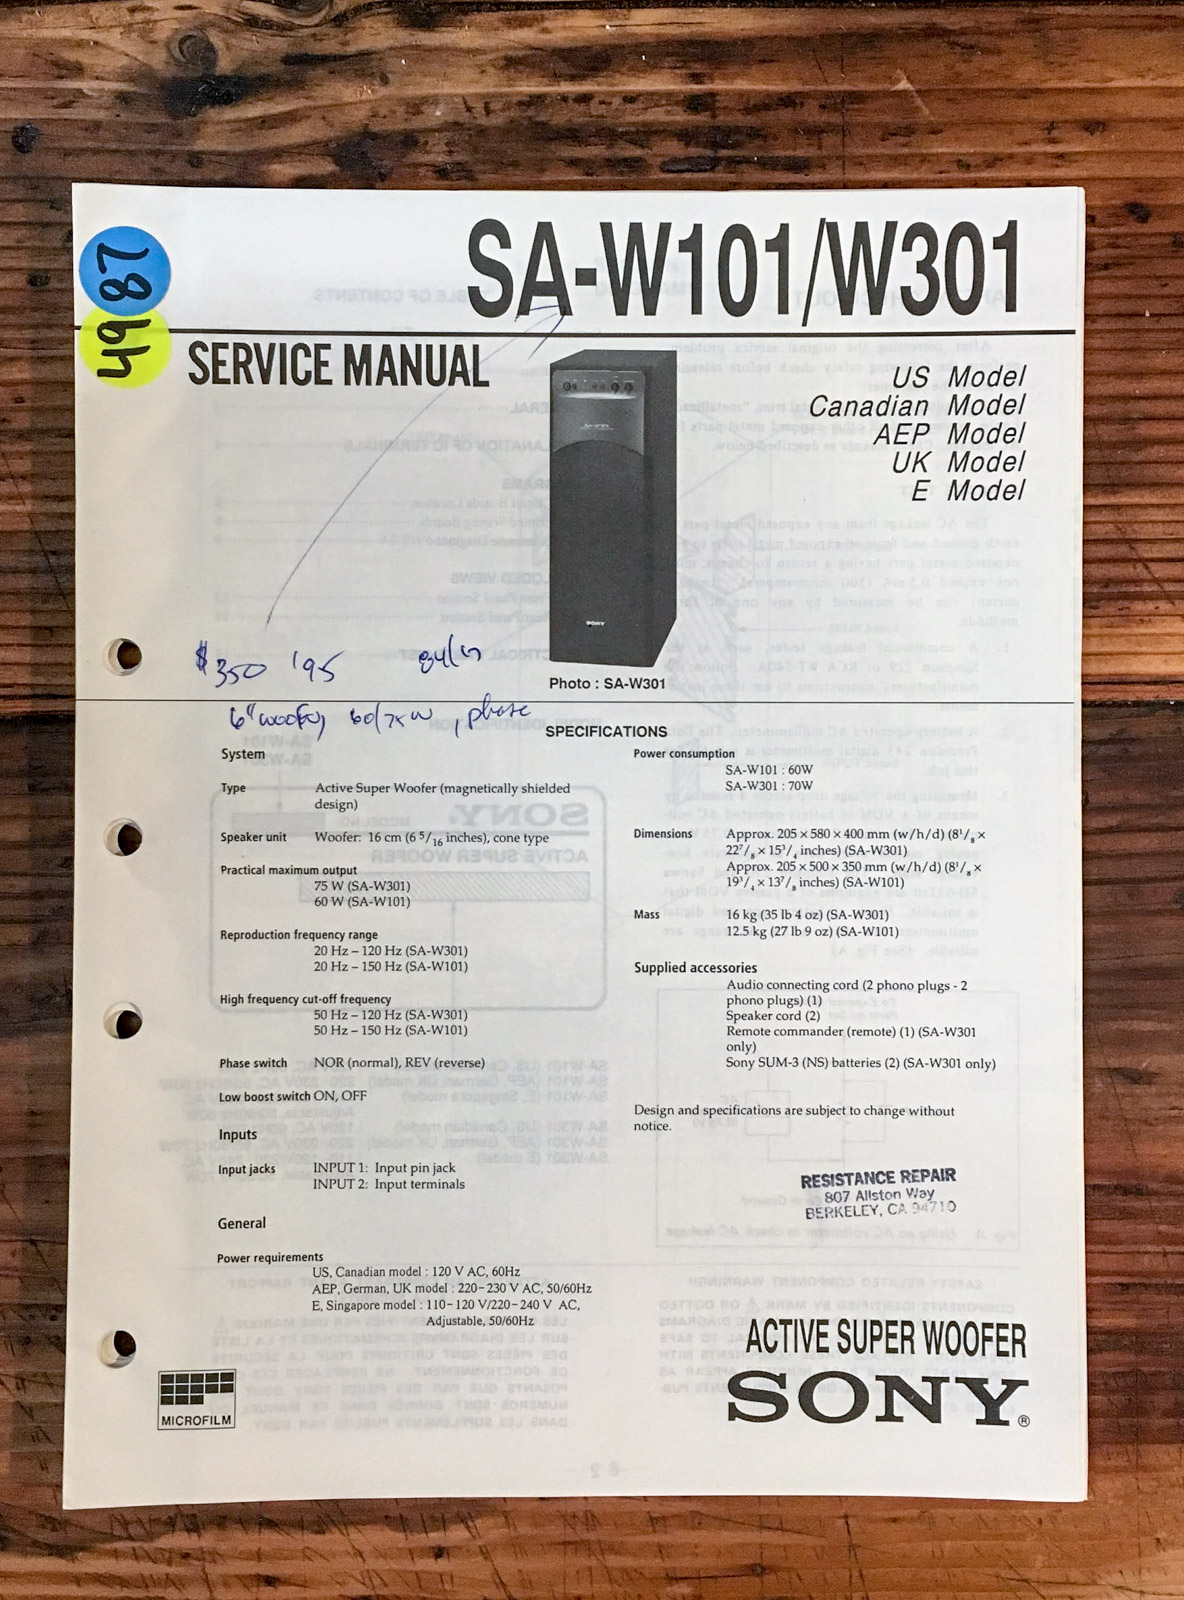 SA-W101/W301
8749
SERVICE MANUAL
US Model
Canadian Model
AEP Model
UK Model
E Model
SONY
Photo : SA-W301
$350 '95
6" woofer, 60/75W, phase
SPECIFICATIONS
System
Type Active Super Woofer (magnetically shielded
design)
Speaker unit Woofer: 16 cm (6 5/16 inches), cone type
Practical maximum output
75 W (SA-W301)
60 W (SA-W101)
Reproduction frequency range
20 Hz – 120 Hz (SA-W301)
20 Hz – 150 Hz (SA-W101)
High frequency cut-off frequency
50 Hz – 120 Hz (SA-W301)
50 Hz – 150 Hz (SA-W101)
Phase switch NOR (normal), REV (reverse)
Low boost switch ON, OFF
Inputs
Input jacks INPUT 1: Input pin jack
INPUT 2: Input terminals
General
Power requirements
US, Canadian model : 120 V AC, 60Hz
AEP, German, UK model : 220–230 V AC, 50/60Hz
E, Singapore model : 110–120 V/220–240 V AC,
Adjustable, 50/60Hz
Power consumption
SA-W101 : 60W
SA-W301 : 70W
Dimensions Approx. 205 × 580 × 400 mm (w/h/d) (8 1/8 ×
22 7/8 × 15 3/4 inches) (SA-W301)
Approx. 205 × 500 × 350 mm (w/h/d) (8 1/8 ×
19 3/4 × 13 7/8 inches) (SA-W101)
Mass 16 kg (35 lb 4 oz) (SA-W301)
12.5 kg (27 lb 9 oz) (SA-W101)
Supplied accessories
Audio connecting cord (2 phono plugs - 2
phono plugs) (1)
Speaker cord (2)
Remote commander (remote) (1) (SA-W301
only)
Sony SUM-3 (NS) batteries (2) (SA-W301 only)
Design and specifications are subject to change without
notice.
RESISTANCE REPAIR
807 Allston Way
BERKELEY, CA 94710
MICROFILM
ACTIVE SUPER WOOFER
SONY®